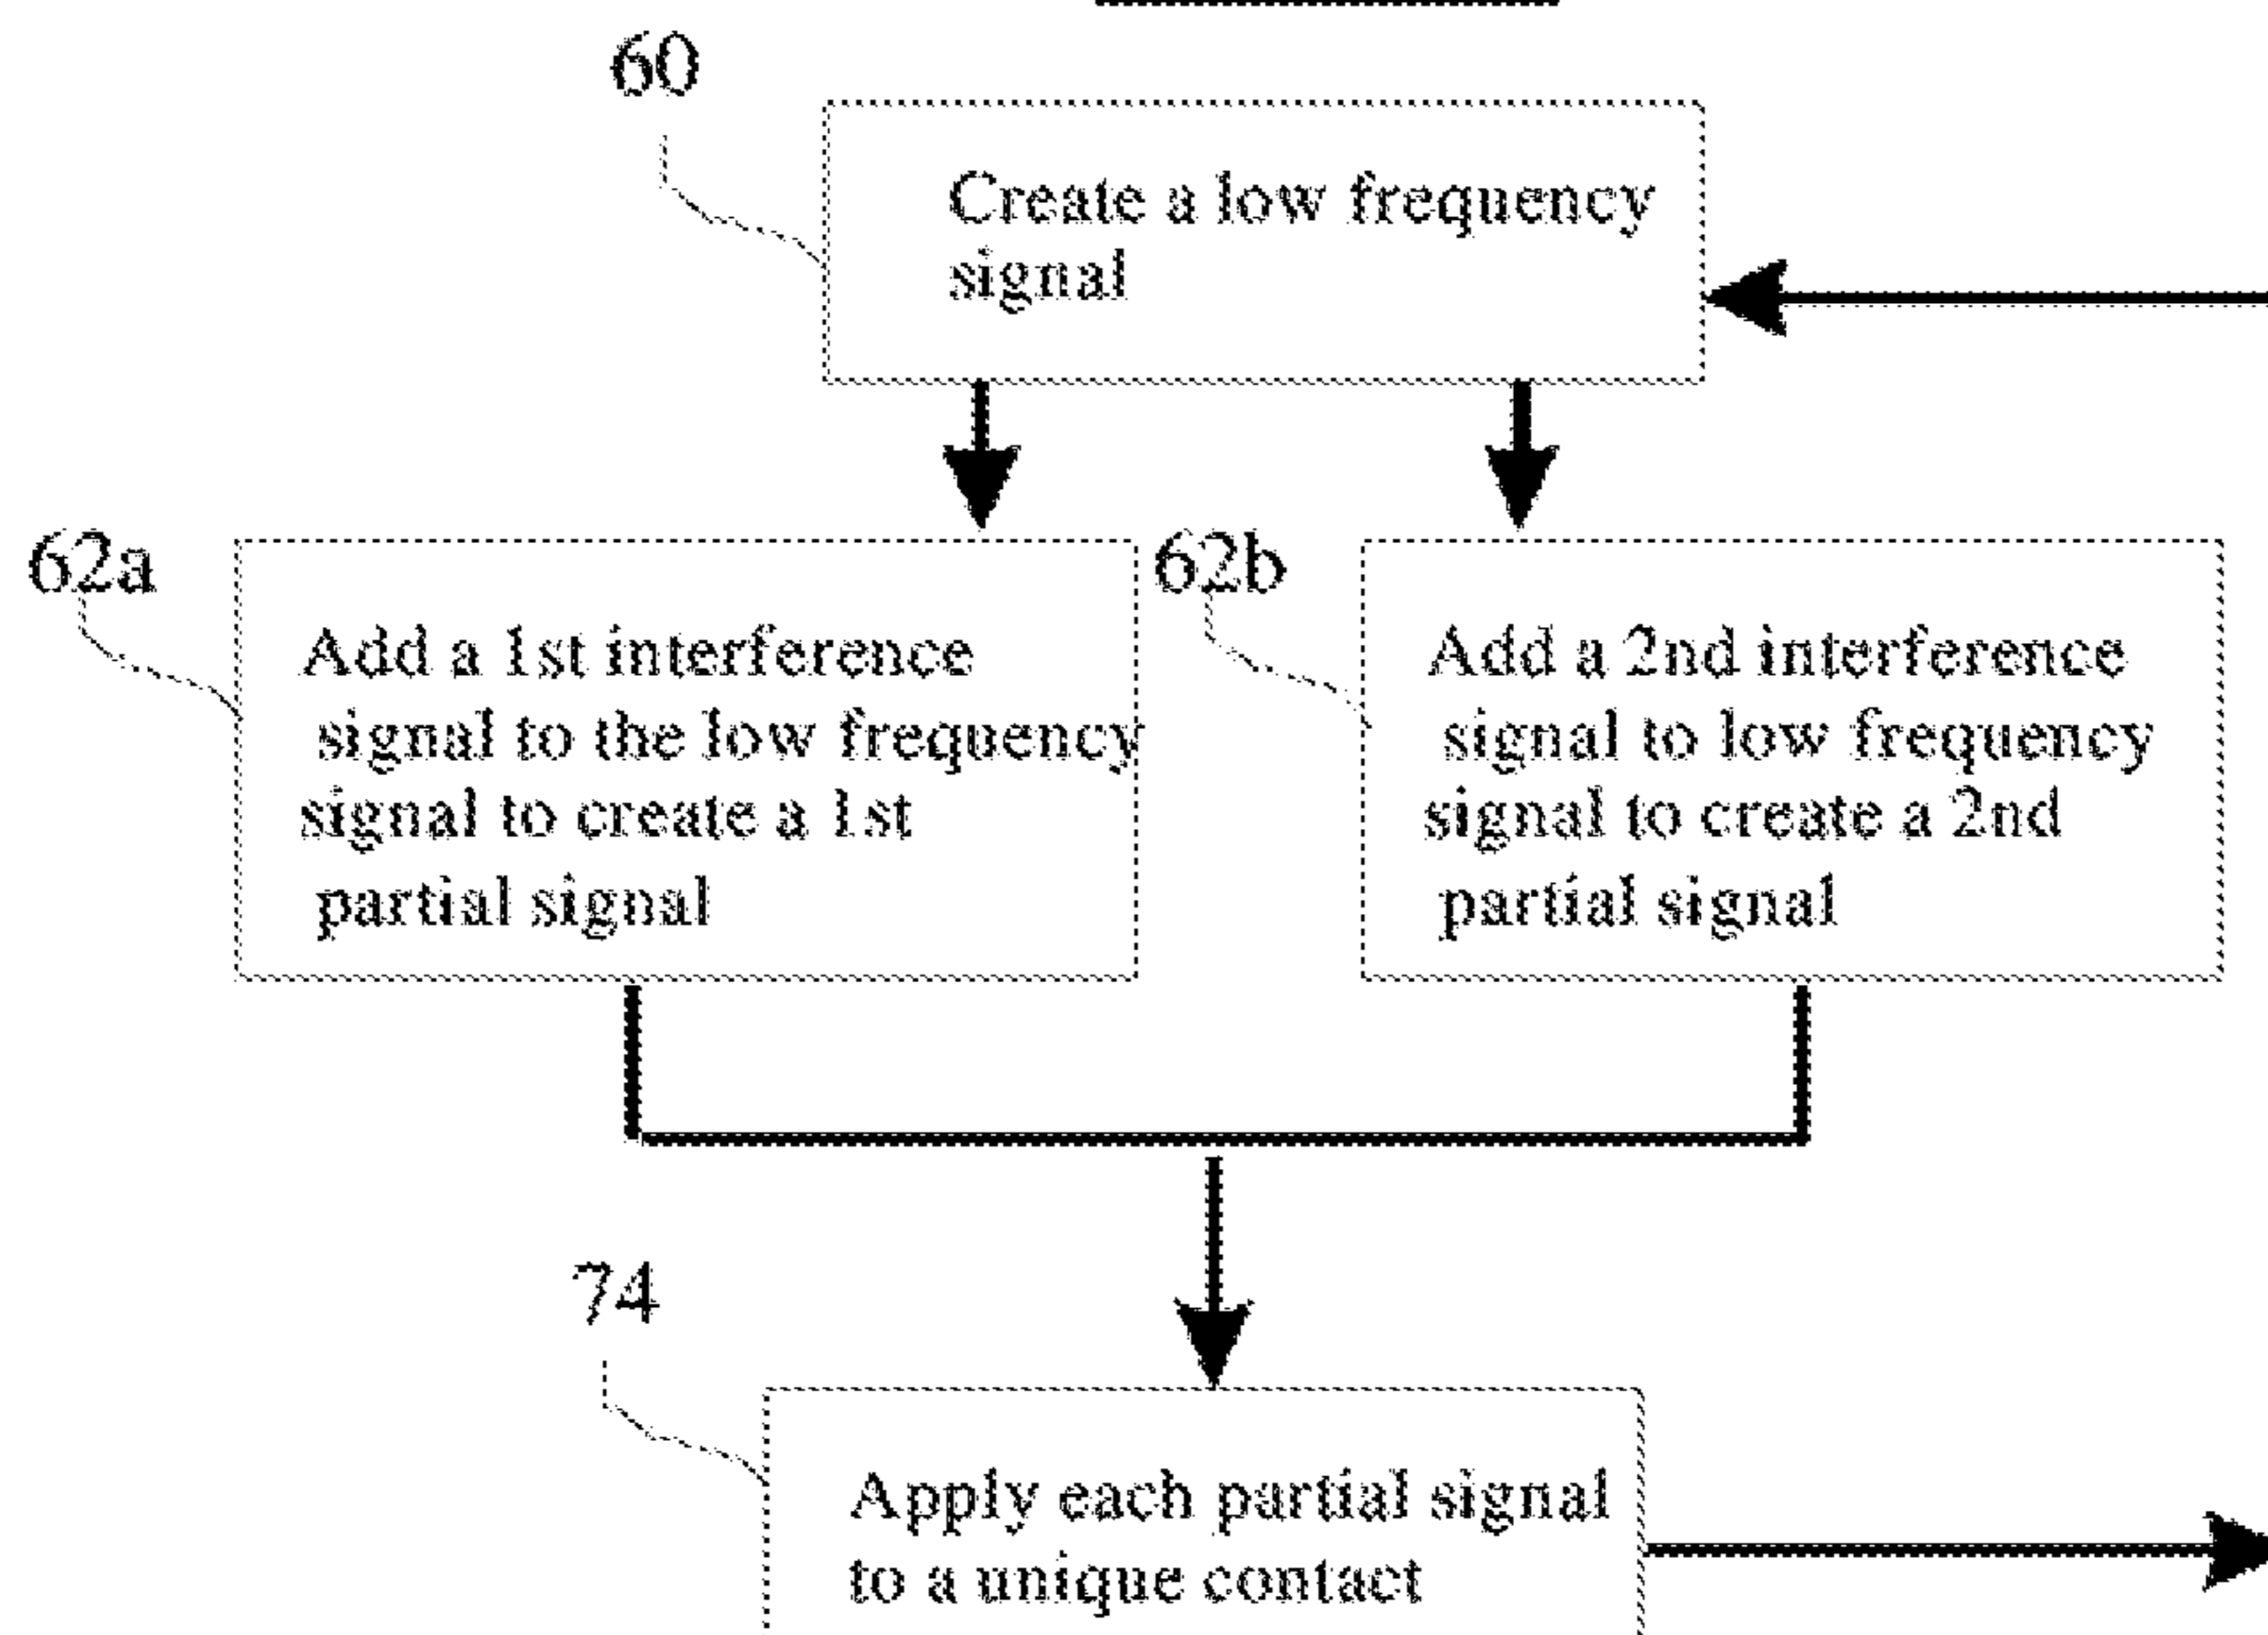 60
Create a low frequency
signal
62a
Add a 1st interference
signal to the low frequency
signal to create a 1st
partial signal
62b
Add a 2nd interference
signal to low frequency
signal to create a 2nd
partial signal
74
Apply each partial signal
to a unique contact